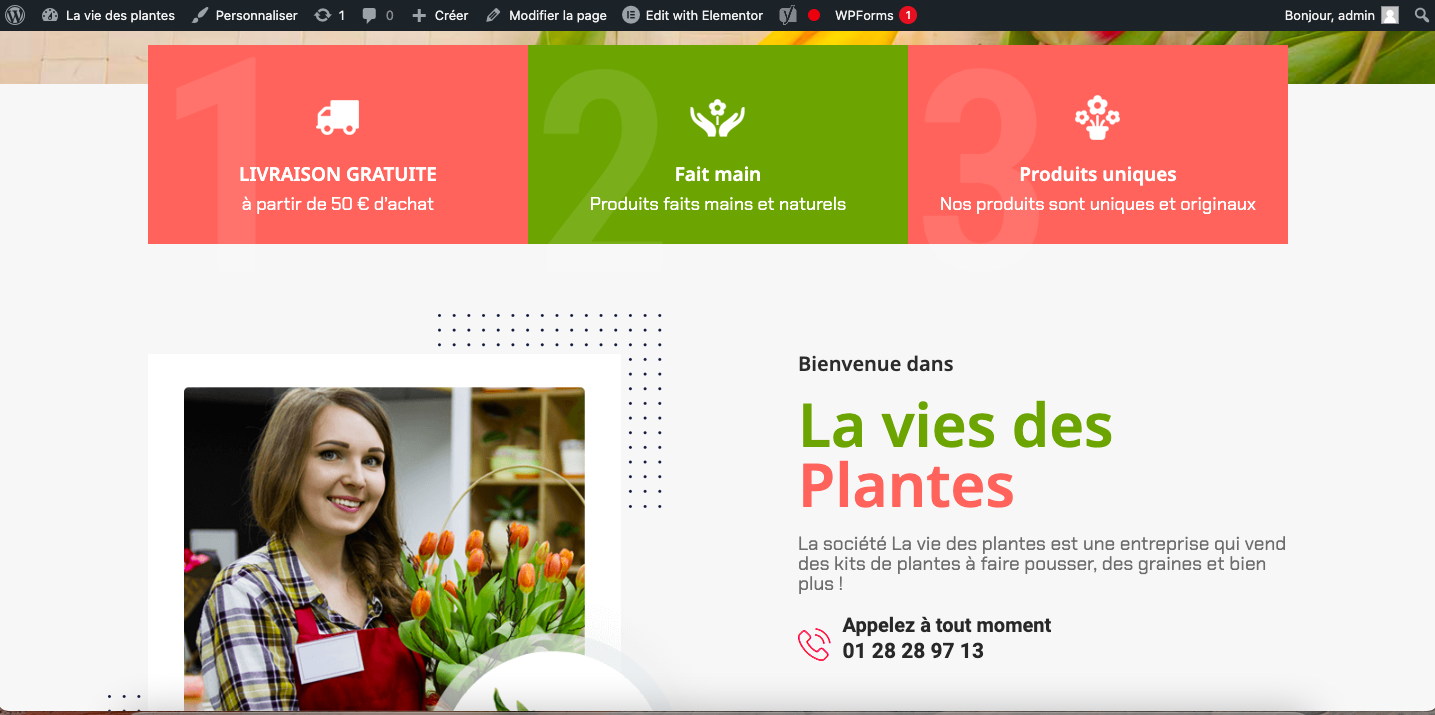 La vie des plantes Personnaliser 1 0 Créer Modifier la page Edit with Elementor WPForms 1 Bonjour, admin
1 2 3
LIVRAISON GRATUITE Fait main Produits uniques
à partir de 50 € d'achat Produits faits mains et naturels Nos produits sont uniques et originaux
Bienvenue dans
La vies des
Plantes
La société La vie des plantes est une entreprise qui vend
des kits de plantes à faire pousser, des graines et bien
plus !
Appelez à tout moment
01 28 28 97 13